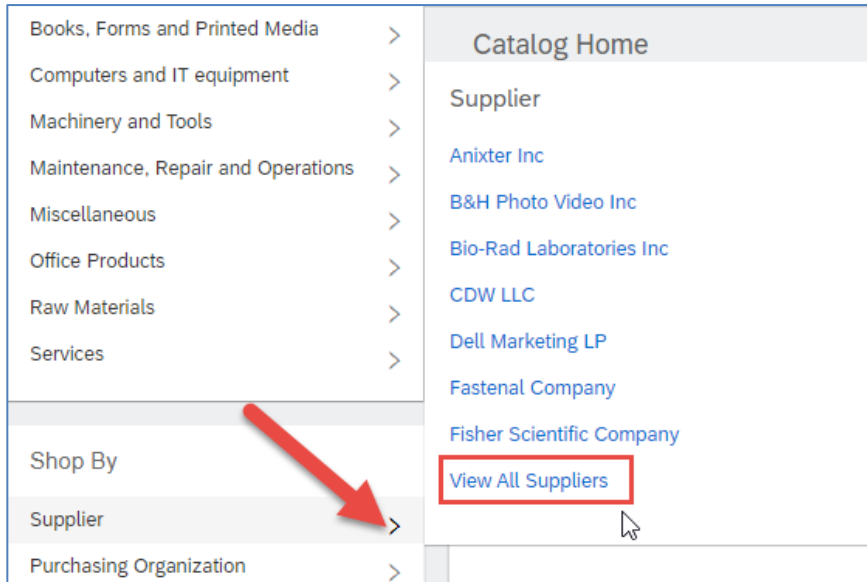 Books, Forms and Printed Media
Computers and IT equipment
Machinery and Tools
Maintenance, Repair and Operations
Miscellaneous
Office Products
Raw Materials
Services
Shop By
Supplier
Purchasing Organization
Catalog Home
Supplier
Anixter Inc
B&H Photo Video Inc
Bio-Rad Laboratories Inc
CDW LLC
Dell Marketing LP
Fastenal Company
Fisher Scientific Company
View All Suppliers